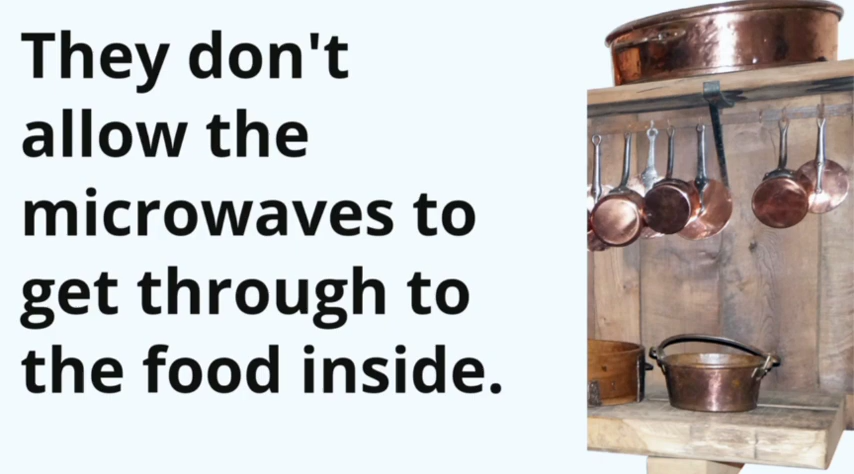 They don't
allow the
microwaves to
get through to
the food inside.